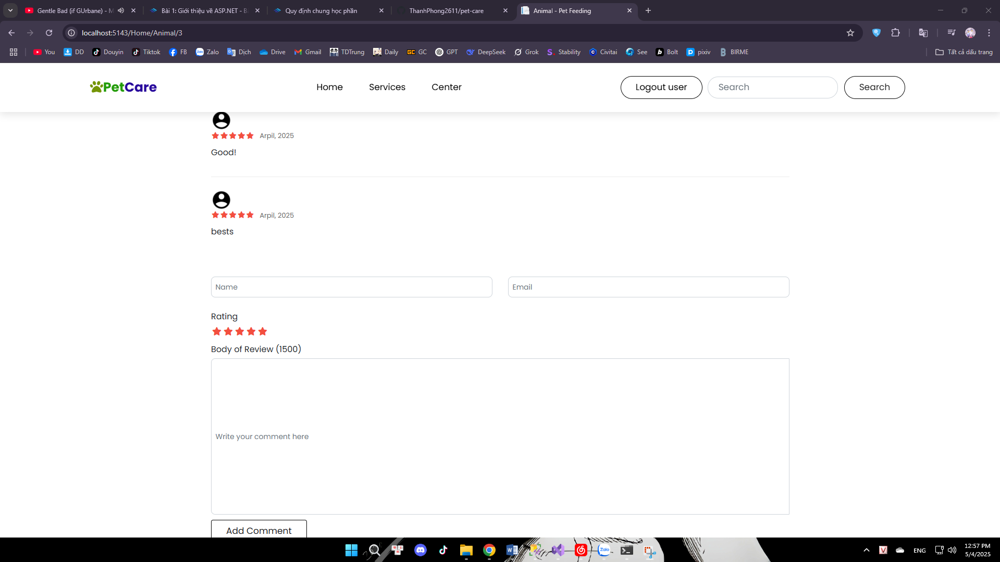 Gentle Bad (if GUrbane) - M
Bài 1: Giới thiệu về ASP.NET - B
Quy định chung học phần
ThanhPhong2611/pet-care
Animal - Pet Feeding
localhost:5143/Home/Animal/3
You
DD
Douyin
Tiktok
FB
Zalo
Dịch
Drive
Gmail
TDTrung
Daily
GC
GPT
DeepSeek
Grok
Stability
Civitai
See
Bolt
pixiv
BIRME
Tất cả dấu trang
PetCare
Home
Services
Center
Logout user
Search
Search
Arpil, 2025
Good!
Arpil, 2025
bests
Name
Email
Rating
Body of Review (1500)
Write your comment here
Add Comment
ENG
12:57 PM
5/4/2025